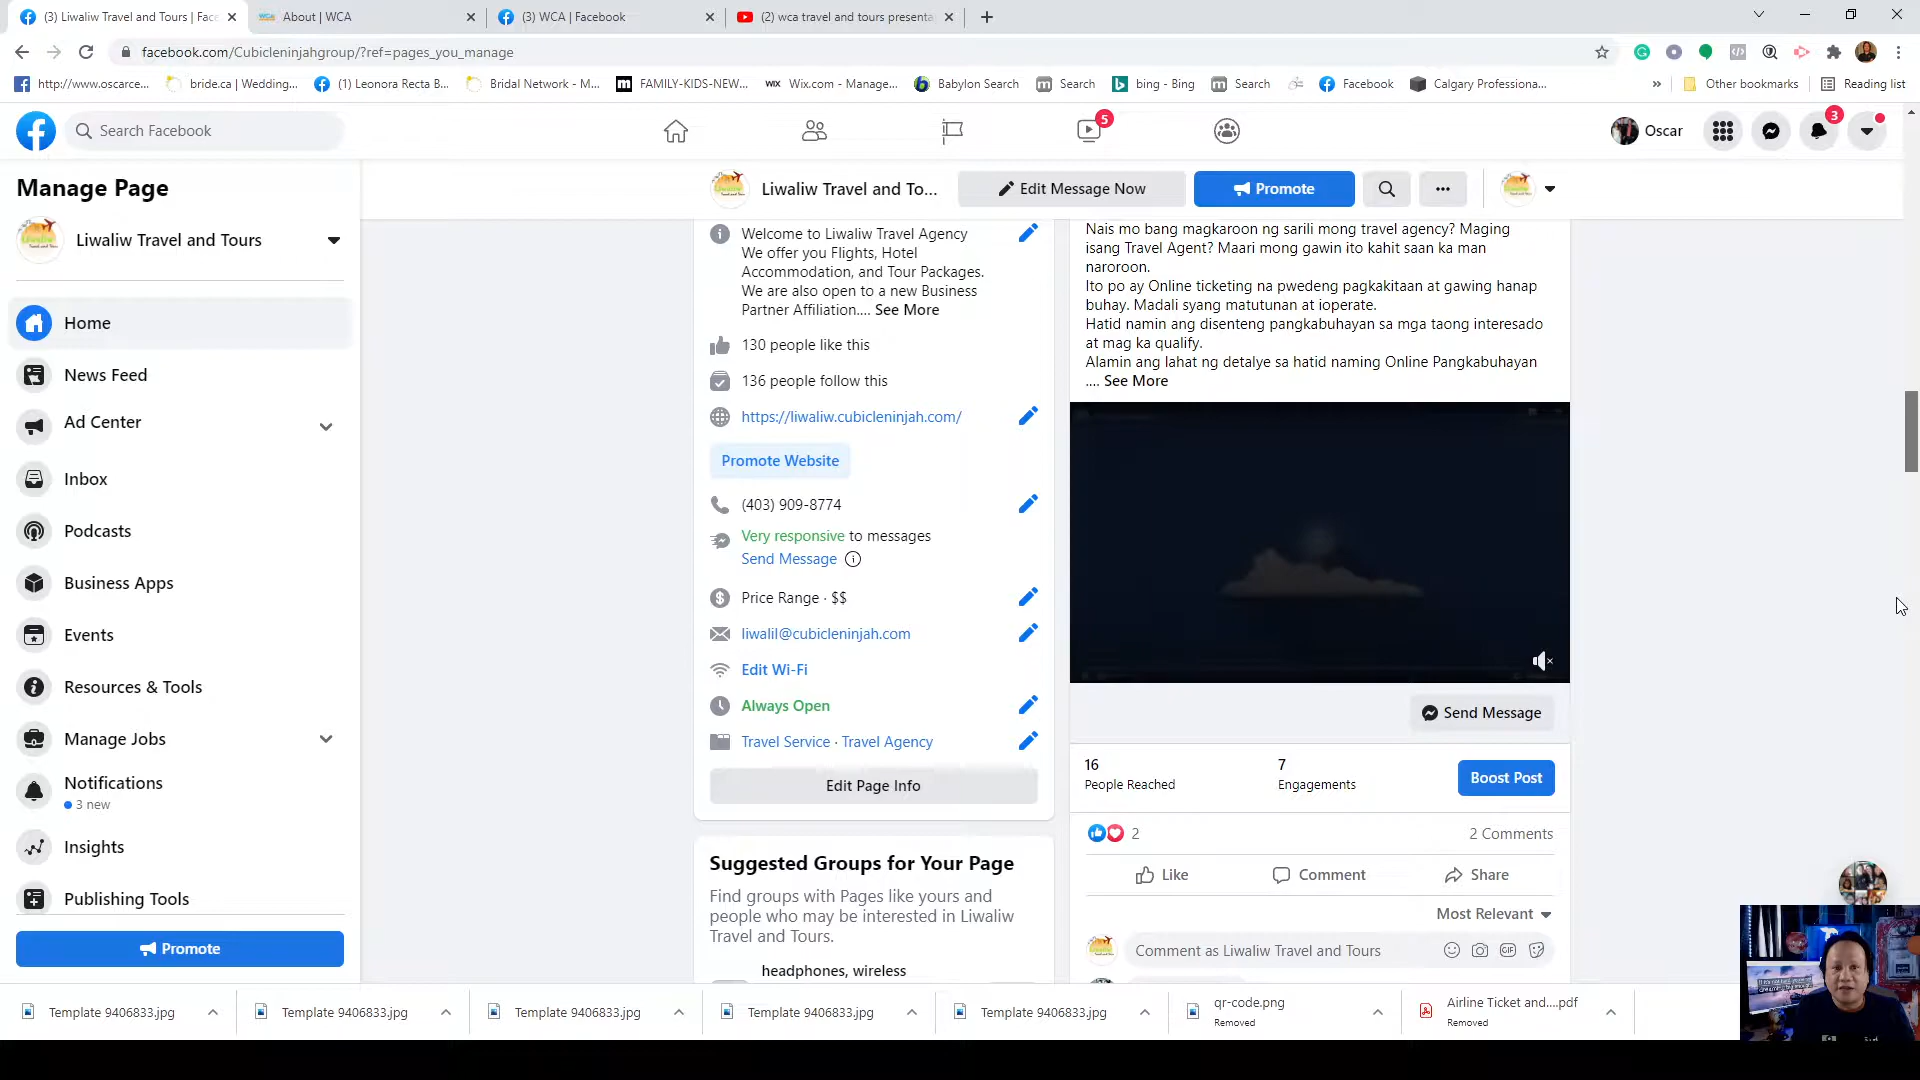 (3) Liwaliw Travel and Tours | Face
About | WCA
(3) WCA | Facebook
(2) wca travel and tours presenta
facebook.com/Cubicleninjahgroup/?ref=pages_you_manage
http://www.oscarce...
bride.ca | Wedding...
(1) Leonora Recta B...
Bridal Network - M...
FAMILY-KIDS-NEW...
WIX Wix.com - Manage...
Babylon Search
Search
bing - Bing
Search
Facebook
Calgary Professiona...
Other bookmarks
Reading list
Search Facebook
5
Oscar
3
Manage Page
Liwaliw Travel and Tours
Home
News Feed
Ad Center
Inbox
Podcasts
Business Apps
Events
Resources & Tools
Manage Jobs
Notifications
3 new
Insights
Publishing Tools
Promote
Liwaliw Travel and To...
Edit Message Now
Promote
Welcome to Liwaliw Travel Agency
We offer you Flights, Hotel
Accommodation, and Tour Packages.
We are also open to a new Business
Partner Affiliation.... See More
130 people like this
136 people follow this
https://liwaliw.cubicleninjah.com/
Promote Website
(403) 909-8774
Very responsive to messages
Send Message
Price Range · $$
liwalil@cubicleninjah.com
Edit Wi-Fi
Always Open
Travel Service · Travel Agency
Edit Page Info
Suggested Groups for Your Page
Find groups with Pages like yours and
people who may be interested in Liwaliw
Travel and Tours.
headphones, wireless
Nais mo bang magkaroon ng sarili mong travel agency? Maging
isang Travel Agent? Maari mong gawin ito kahit saan ka man
naroroon.
Ito po ay Online ticketing na pwedeng pagkakitaan at gawing hanap
buhay. Madali syang matutunan at ioperate.
Hatid namin ang disenteng pangkabuhayan sa mga taong interesado
at mag ka qualify.
Alamin ang lahat ng detalye sa hatid naming Online Pangkabuhayan
.... See More
Send Message
16
People Reached
7
Engagements
Boost Post
2
2 Comments
Like
Comment
Share
Most Relevant
Comment as Liwaliw Travel and Tours
GIF
Template 9406833.jpg
Template 9406833.jpg
Template 9406833.jpg
Template 9406833.jpg
Template 9406833.jpg
qr-code.png
Removed
Airline Ticket and....pdf
Removed